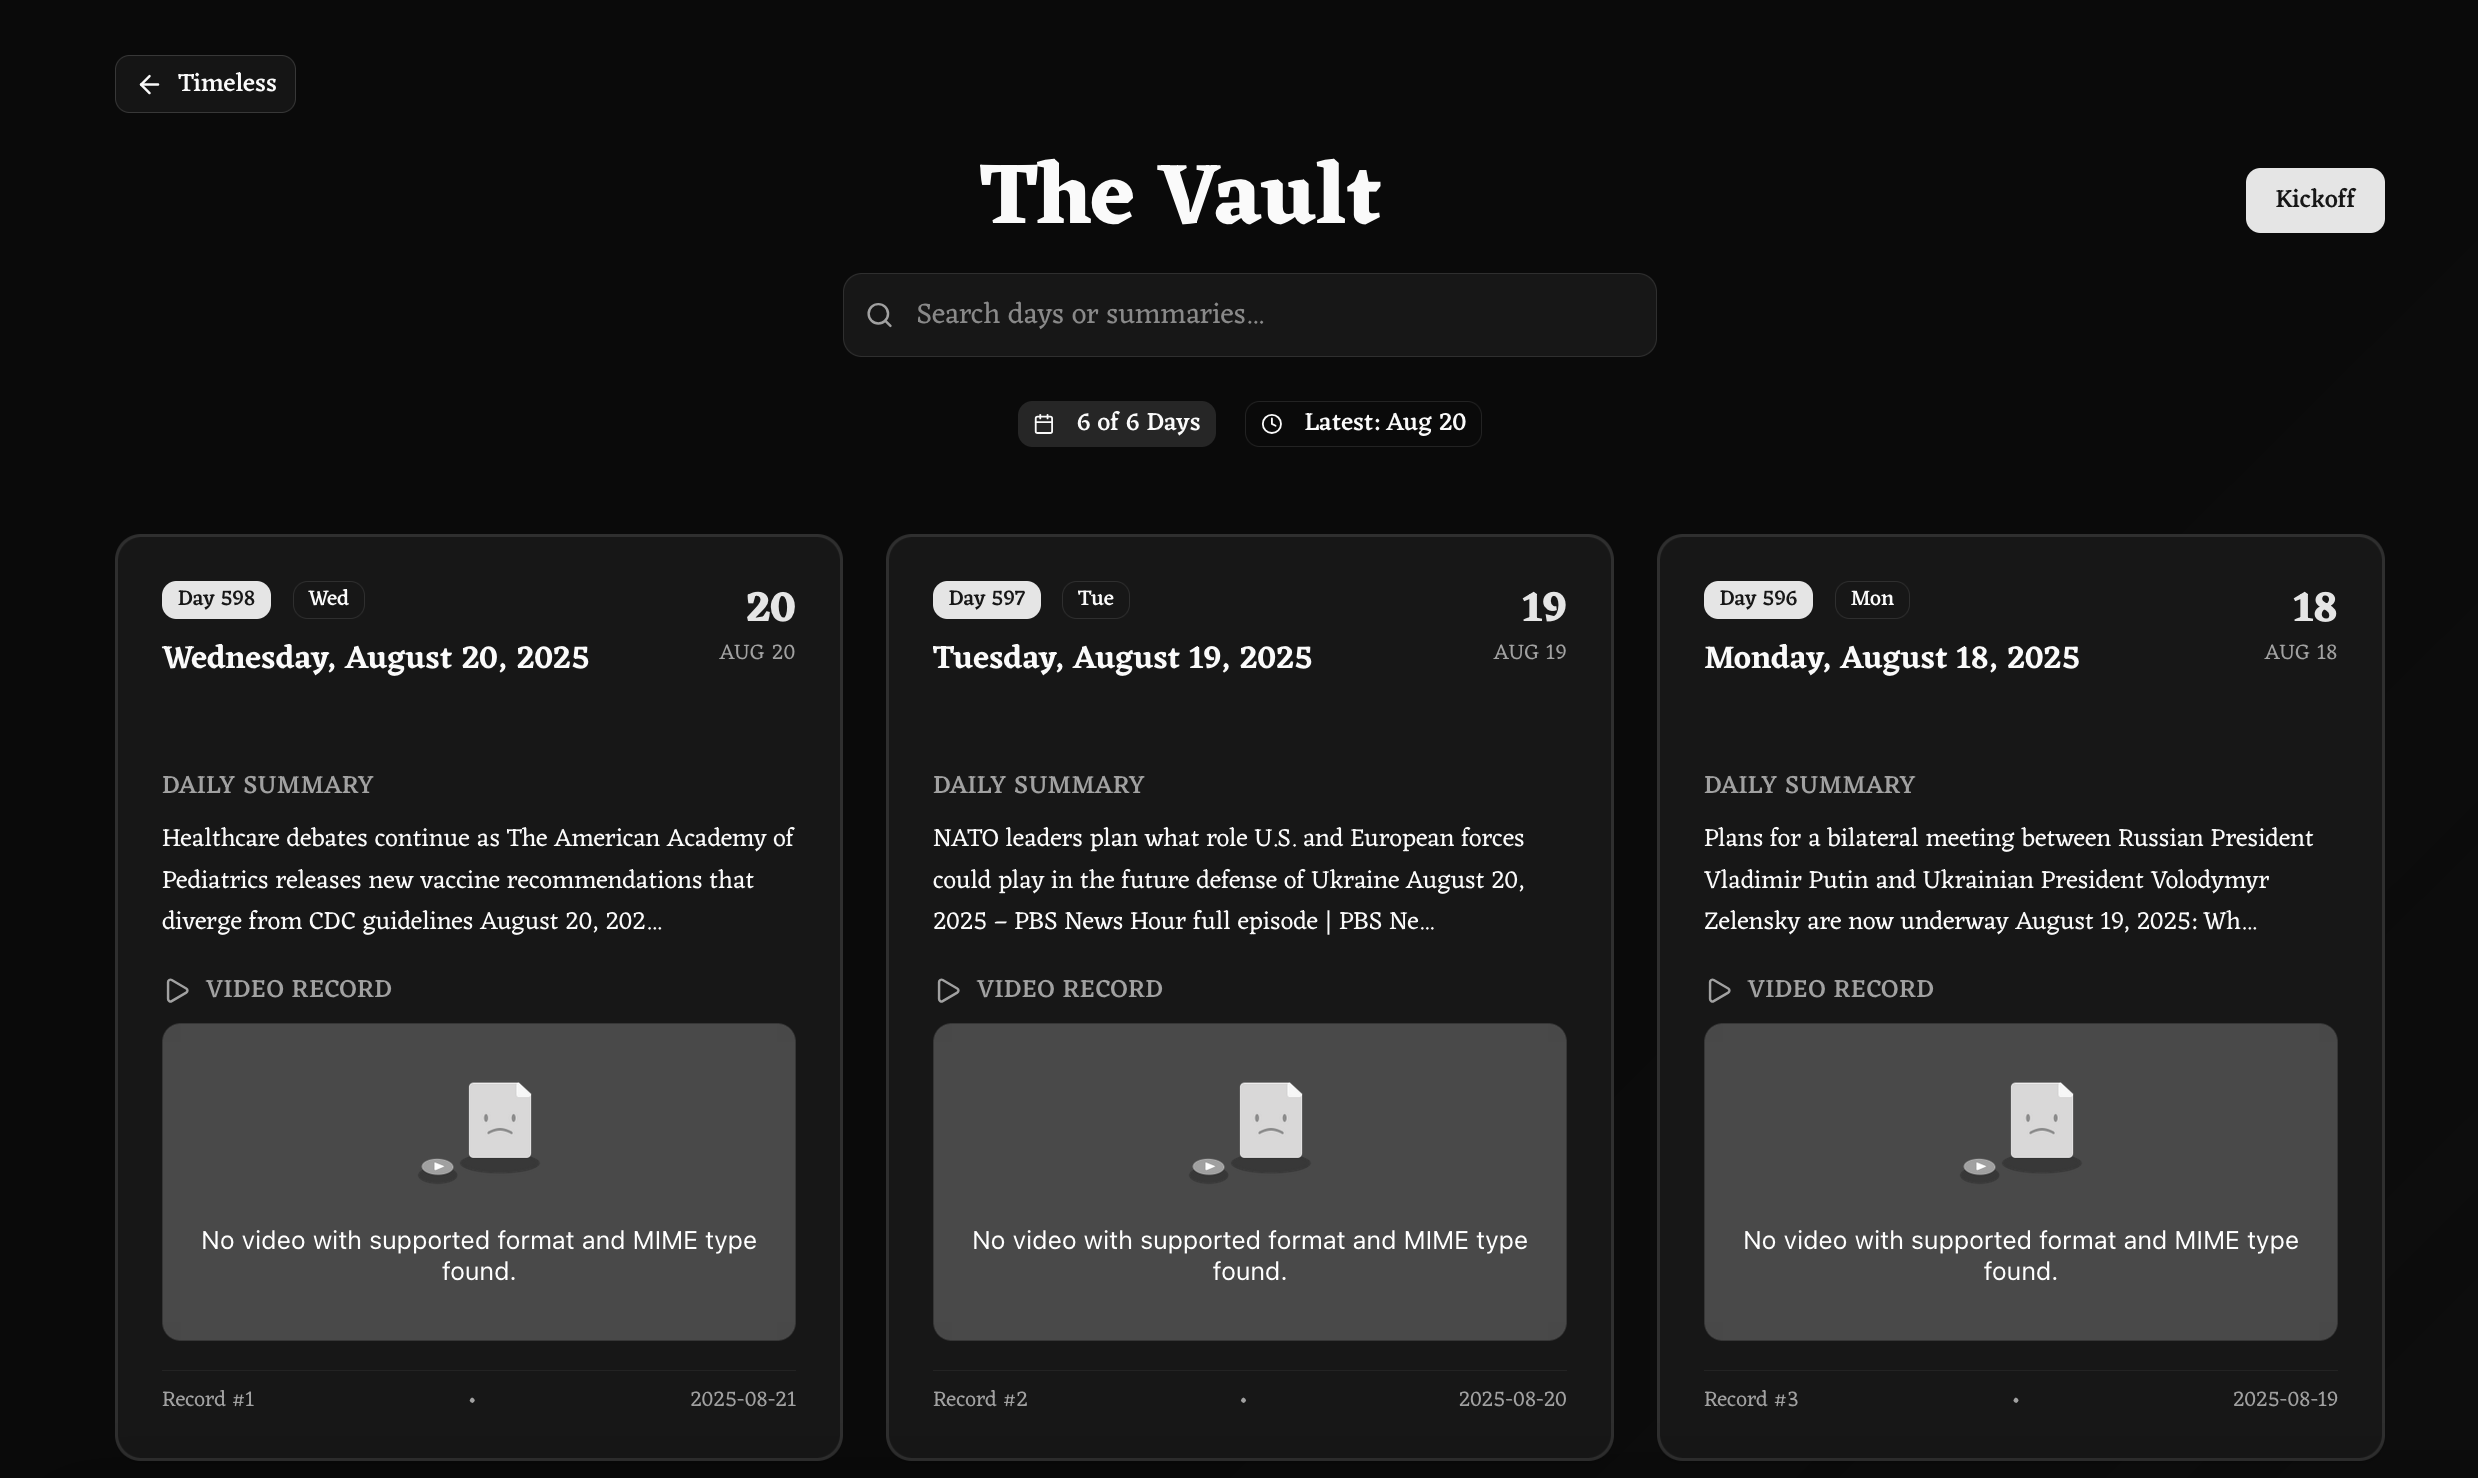 Timeless
The Vault
Kickoff
Search days or summaries...
6 of 6 Days
Latest: Aug 20
Day 598
Wed
20
Wednesday, August 20, 2025
AUG 20
DAILY SUMMARY
Healthcare debates continue as The American Academy of
Pediatrics releases new vaccine recommendations that
diverge from CDC guidelines August 20, 202...
VIDEO RECORD
No video with supported format and MIME type
found.
Record #1
•
2025-08-21
Day 597
Tue
19
Tuesday, August 19, 2025
AUG 19
DAILY SUMMARY
NATO leaders plan what role U.S. and European forces
could play in the future defense of Ukraine August 20,
2025 – PBS News Hour full episode | PBS Ne...
VIDEO RECORD
No video with supported format and MIME type
found.
Record #2
•
2025-08-20
Day 596
Mon
18
Monday, August 18, 2025
AUG 18
DAILY SUMMARY
Plans for a bilateral meeting between Russian President
Vladimir Putin and Ukrainian President Volodymyr
Zelensky are now underway August 19, 2025: Wh...
VIDEO RECORD
No video with supported format and MIME type
found.
Record #3
•
2025-08-19